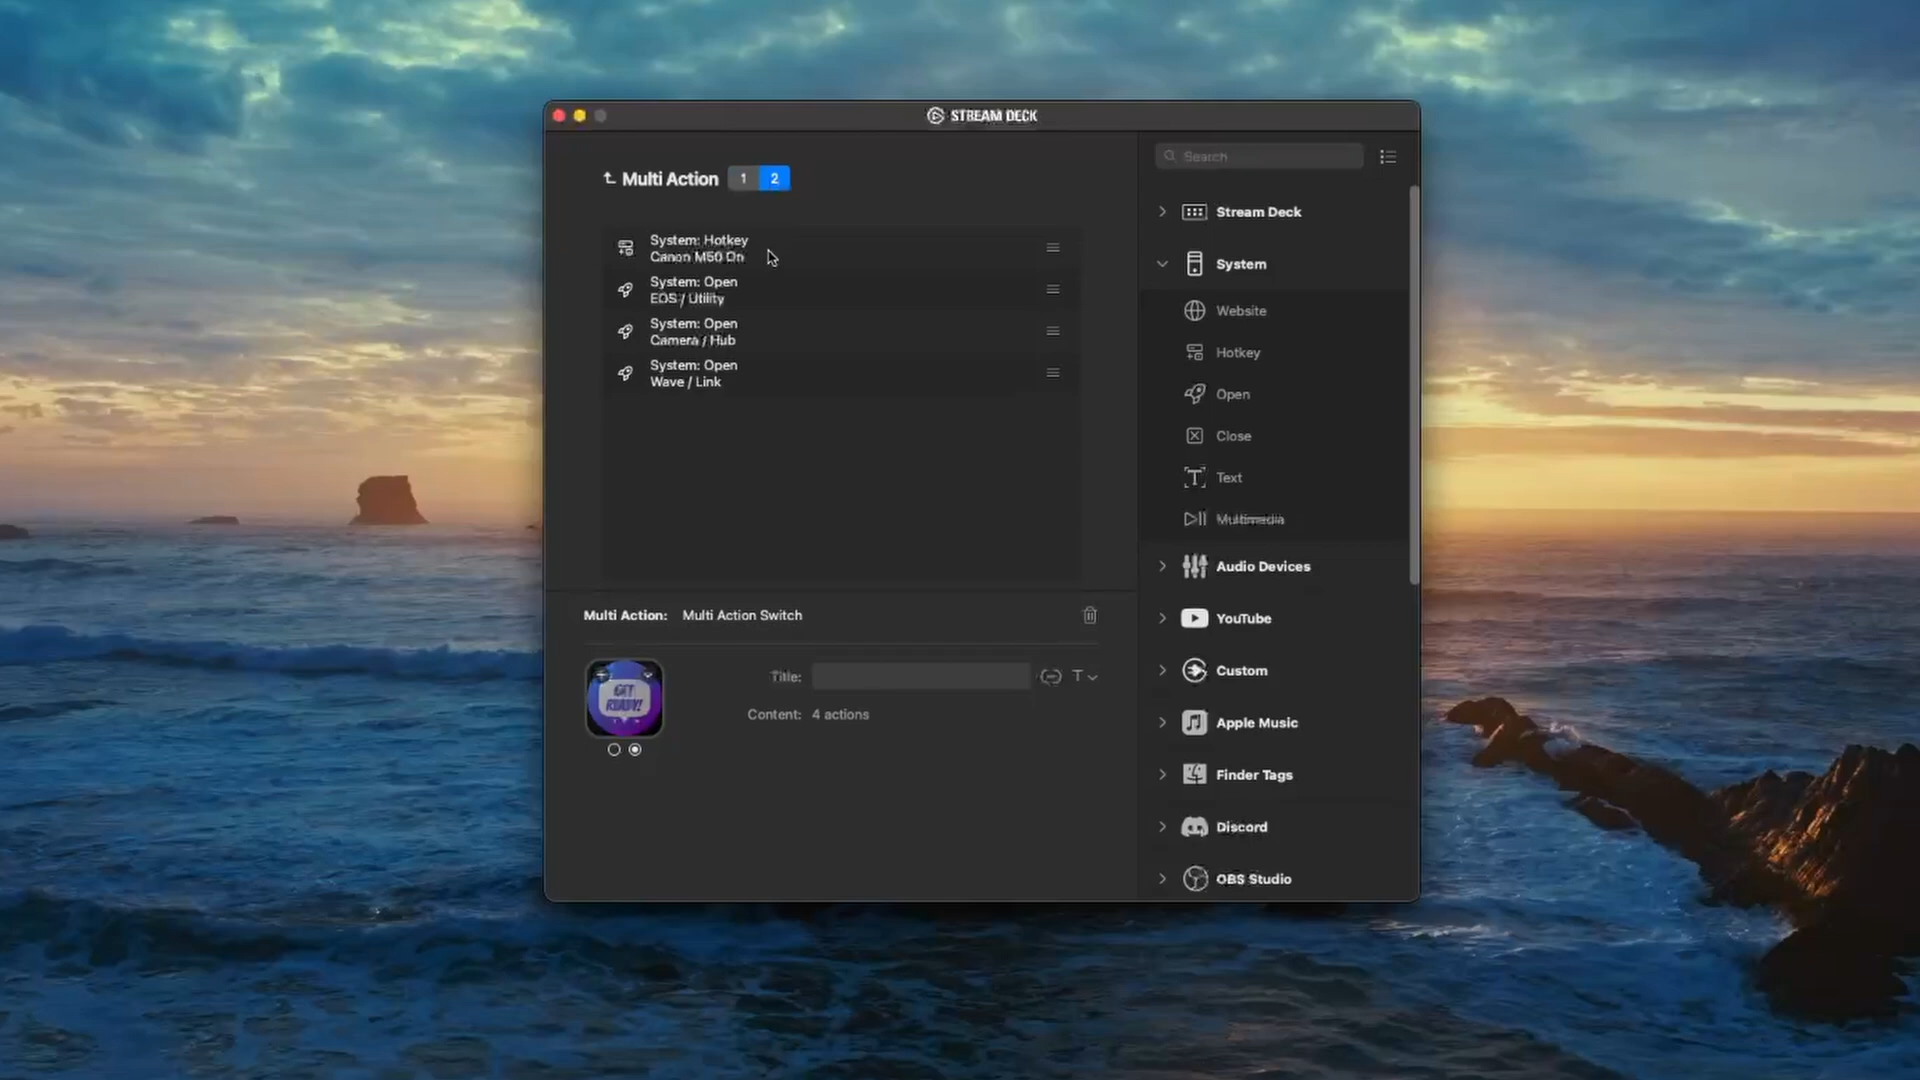 STREAM DECK
Multi Action 1 2
System: Hotkey
Canon M50 On
System: Open
EOS / Utility
System: Open
Camera / Hub
System: Open
Wave / Link
Multi Action: Multi Action Switch
GET
READY!
Title:
T
Content: 4 actions
Search
Stream Deck
System
Website
Hotkey
Open
Close
Text
Multimedia
Audio Devices
YouTube
Custom
Apple Music
Finder Tags
Discord
OBS Studio